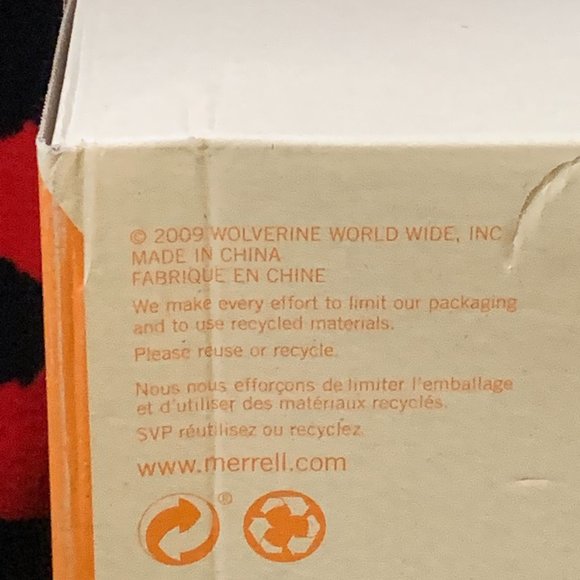 © 2009 WOLVERINE WORLD WIDE, INC
MADE IN CHINA
FABRIQUE EN CHINE
We make every effort to limit our packaging
and to use recycled materials.
Please reuse or recycle.
Nous nous efforçons de limiter l'emballage
et d'utiliser des matériaux recyclés.
SVP réutilisez ou recyclez.
www.merrell.com
®